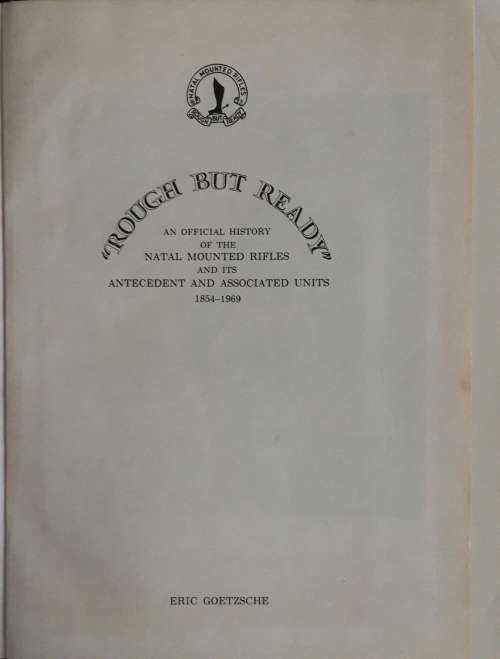 NATAL MOUNTED RIFLES
ROUGH BUT READY
"ROUGH BUT READY"
AN OFFICIAL HISTORY
OF THE
NATAL MOUNTED RIFLES
AND ITS
ANTECEDENT AND ASSOCIATED UNITS
1854–1969
ERIC GOETZSCHE